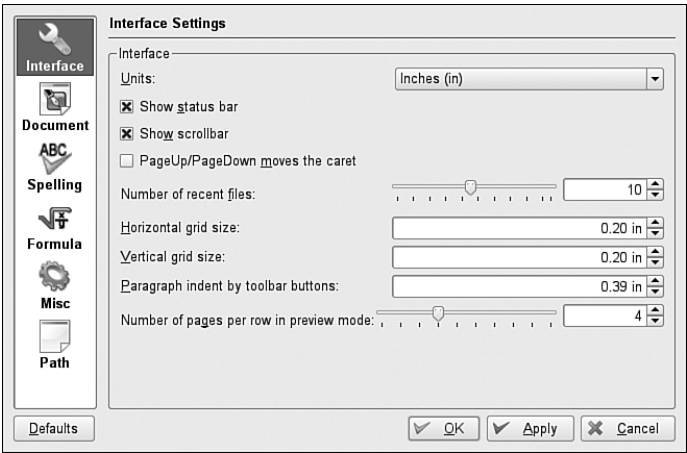 Interface Settings
Interface
Document
ABC
Spelling
Formula
Misc
Path
Interface
Units: Inches (in)
Show status bar
Show scrollbar
PageUp/PageDown moves the caret
Number of recent files: 10
Horizontal grid size: 0.20 in
Vertical grid size: 0.20 in
Paragraph indent by toolbar buttons: 0.39 in
Number of pages per row in preview mode: 4
Defaults OK Apply Cancel